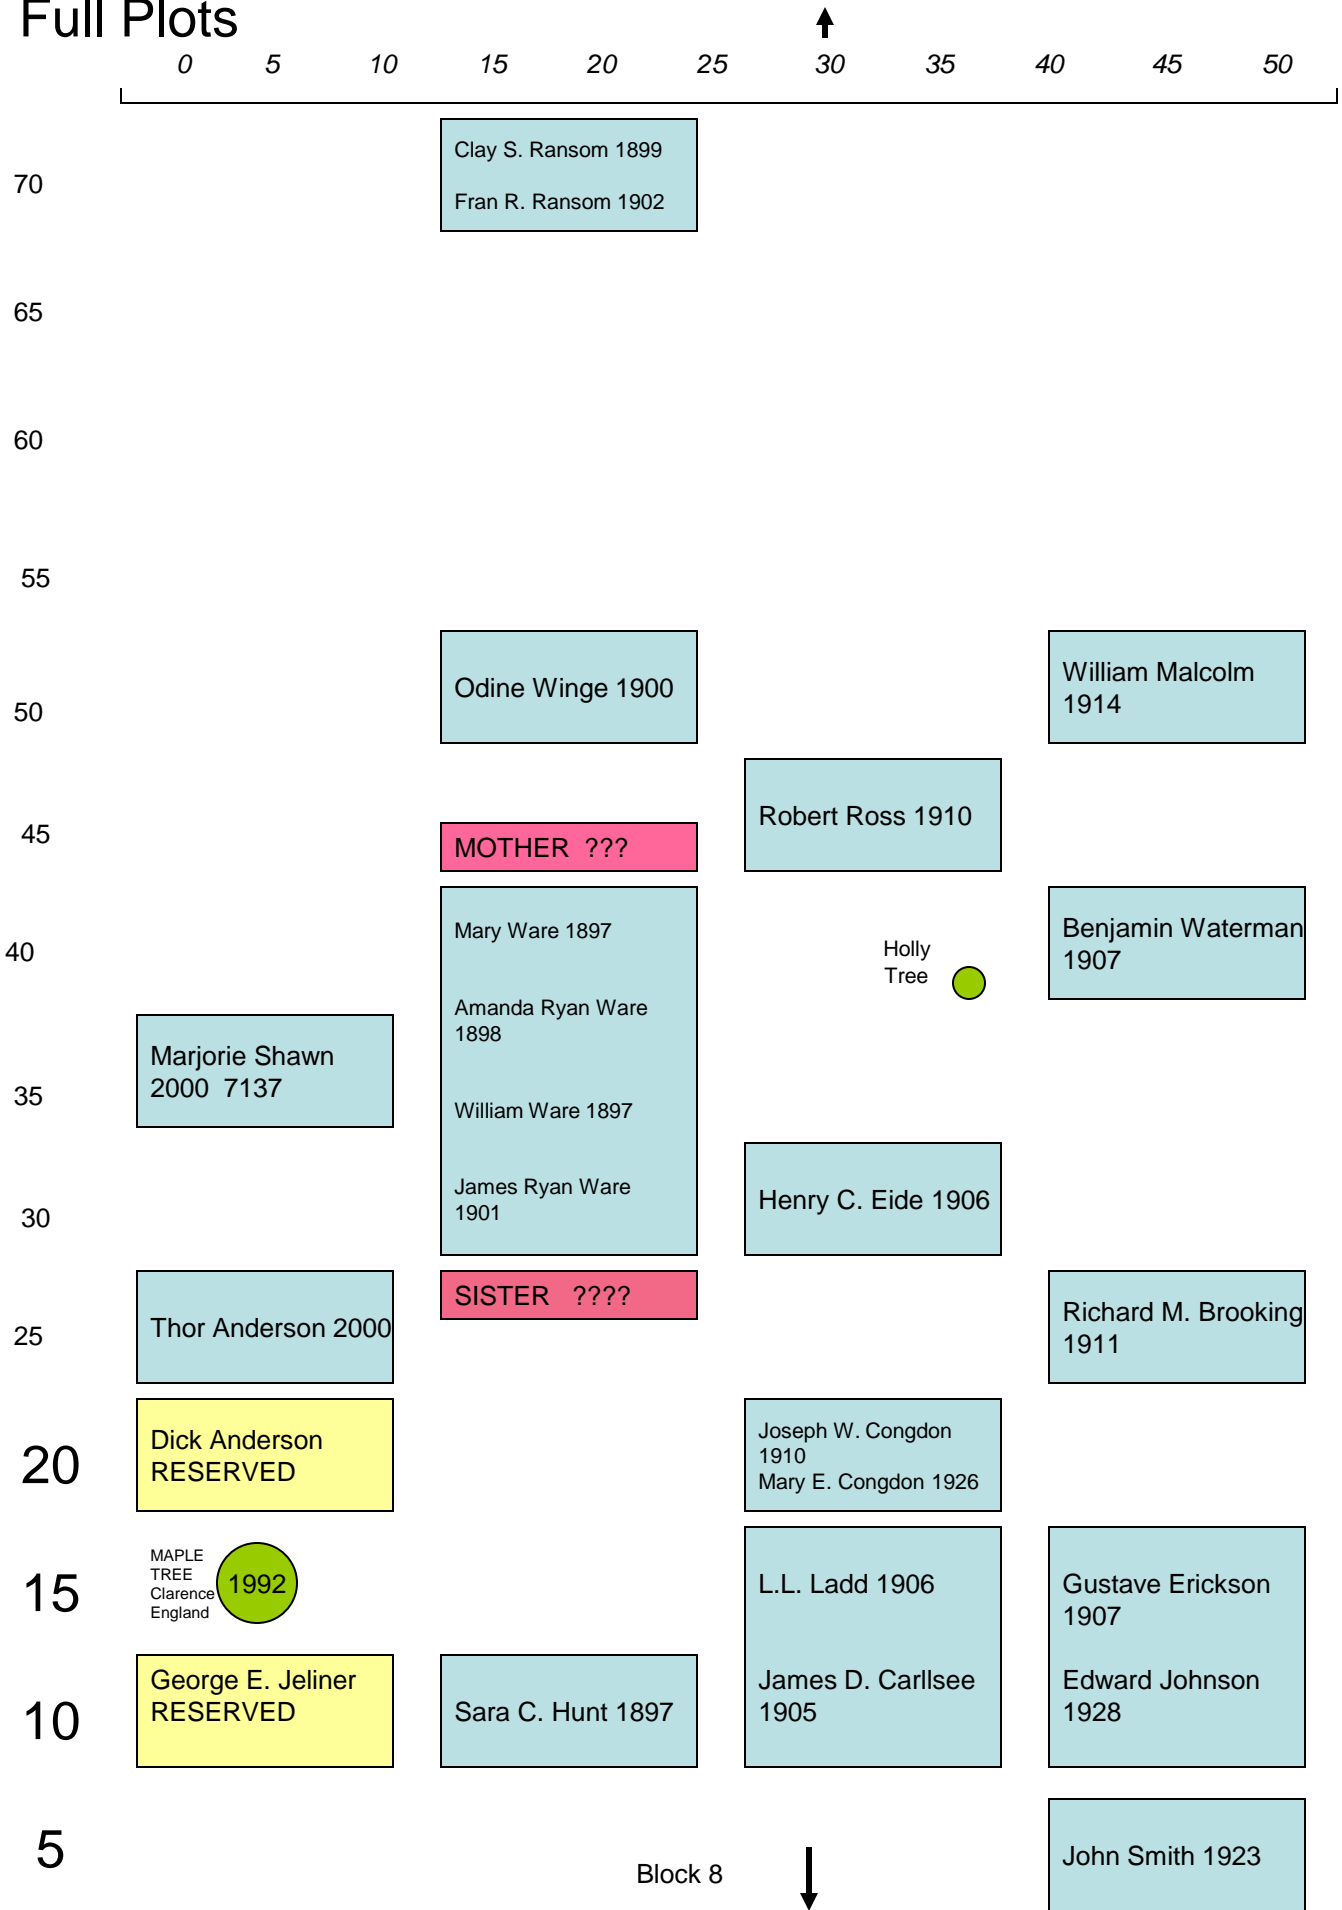 Full Plots
0 5 10 15 20 25 30 35 40 45 50
Clay S. Ransom 1899
70
Fran R. Ransom 1902
65
60
55
Odine Winge 1900
William Malcolm
1914
50
Robert Ross 1910
45
MOTHER ???
Mary Ware 1897
Benjamin Waterman
1907
40
Holly
Tree
Amanda Ryan Ware
1898
Marjorie Shawn
2000 7137
35
William Ware 1897
James Ryan Ware
1901
Henry C. Eide 1906
30
SISTER ????
Thor Anderson 2000
Richard M. Brooking
1911
25
Dick Anderson
RESERVED
Joseph W. Congdon
1910
Mary E. Congdon 1926
20
MAPLE
TREE
Clarence
England
1992
15
L.L. Ladd 1906
Gustave Erickson
1907
George E. Jeliner
RESERVED
10
Sara C. Hunt 1897
James D. Carllsee
1905
Edward Johnson
1928
5
Block 8
John Smith 1923